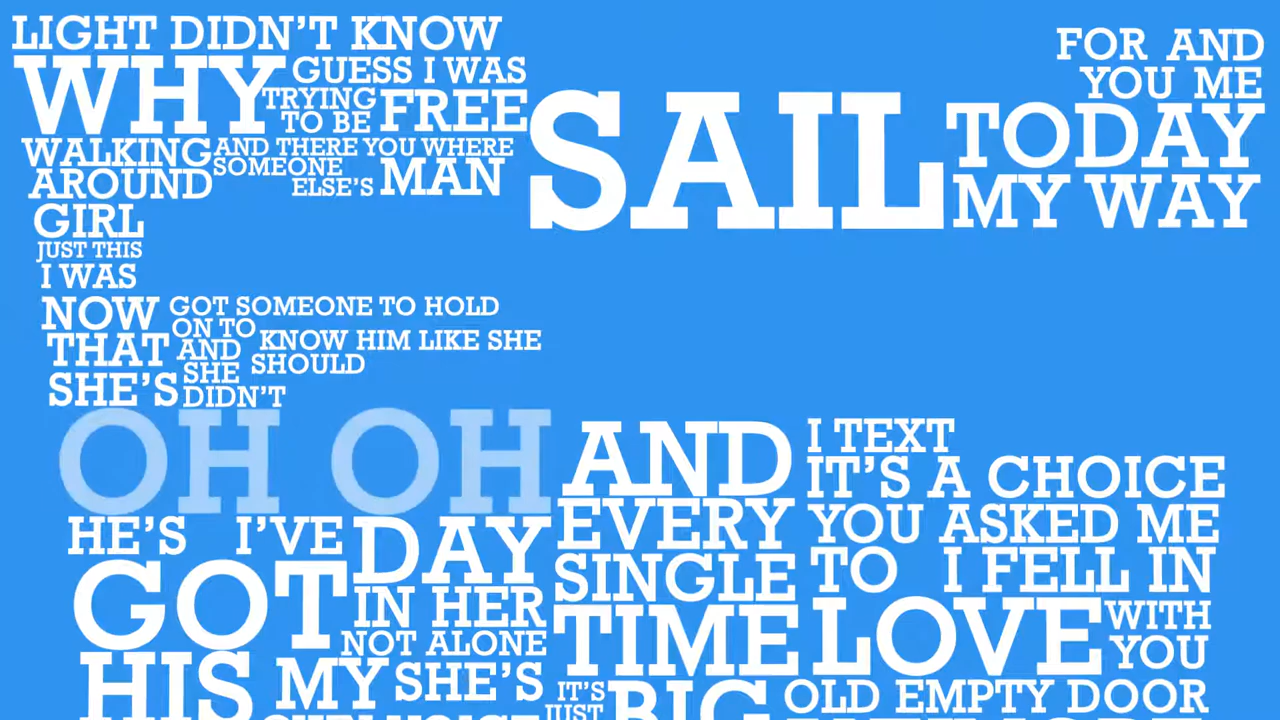 LIGHT DIDN'T KNOW
WHY
GUESS I WAS
TRYING
TO BE
FREE
WALKING
AROUND
AND THERE YOU WHERE
SOMEONE
ELSE'S
MAN
GIRL
JUST THIS
I WAS
SAIL
FOR AND
YOU ME
TODAY
MY WAY
NOW
THAT
SHE'S
GOT SOMEONE TO HOLD
ON TO
AND
SHE
DIDN'T
KNOW HIM LIKE SHE
SHOULD
OH OH
HE'S I'VE
GOT
HIS MY
DAY
IN HER
NOT ALONE
SHE'S
AND
EVERY
SINGLE
TIME
IT'S
JUST
BIG
I TEXT
IT'S A CHOICE
YOU ASKED ME
TO I FELL IN
LOVE
WITH
YOU
OLD EMPTY DOOR